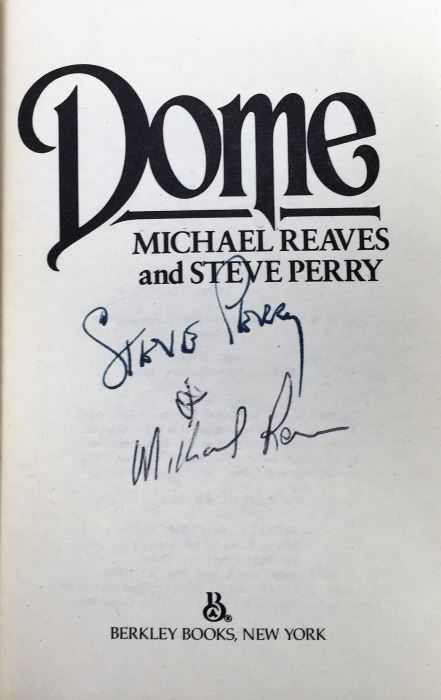 Dome
MICHAEL REAVES
and STEVE PERRY
STEVE PERRY
&
Michael Reaves
B
BERKLEY BOOKS, NEW YORK